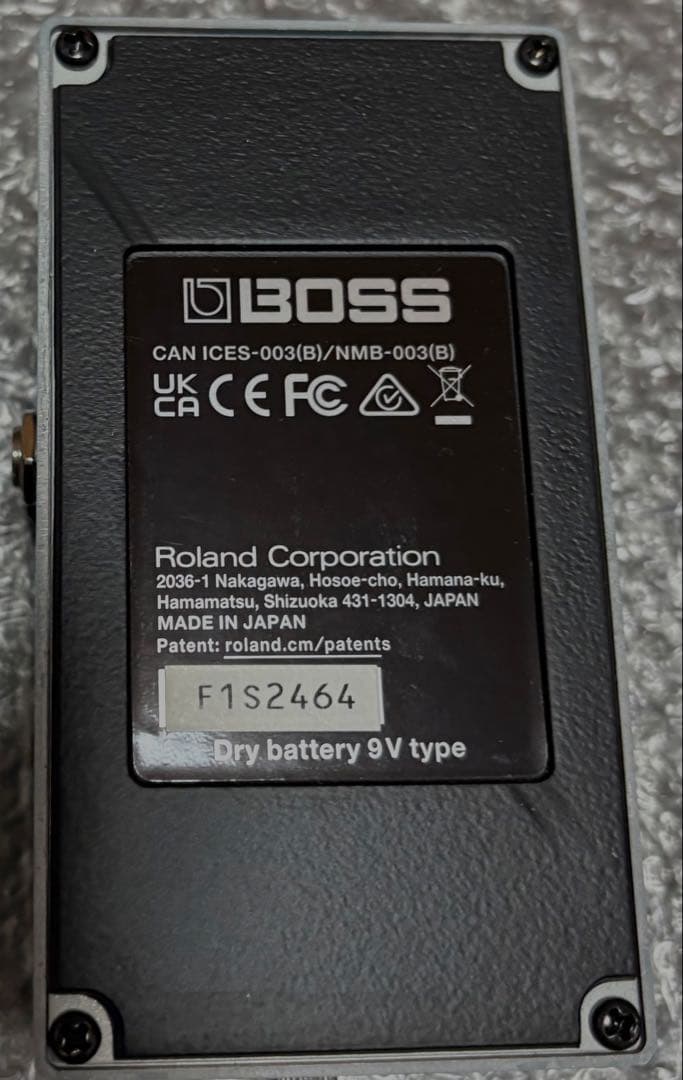 BOSS
CAN ICES-003(B)/NMB-003(B)
UK CA CE FC
Roland Corporation
2036-1 Nakagawa, Hosoe-cho, Hamana-ku,
Hamamatsu, Shizuoka 431-1304, JAPAN
MADE IN JAPAN
Patent: roland.cm/patents
F1S2464
Dry battery 9V type